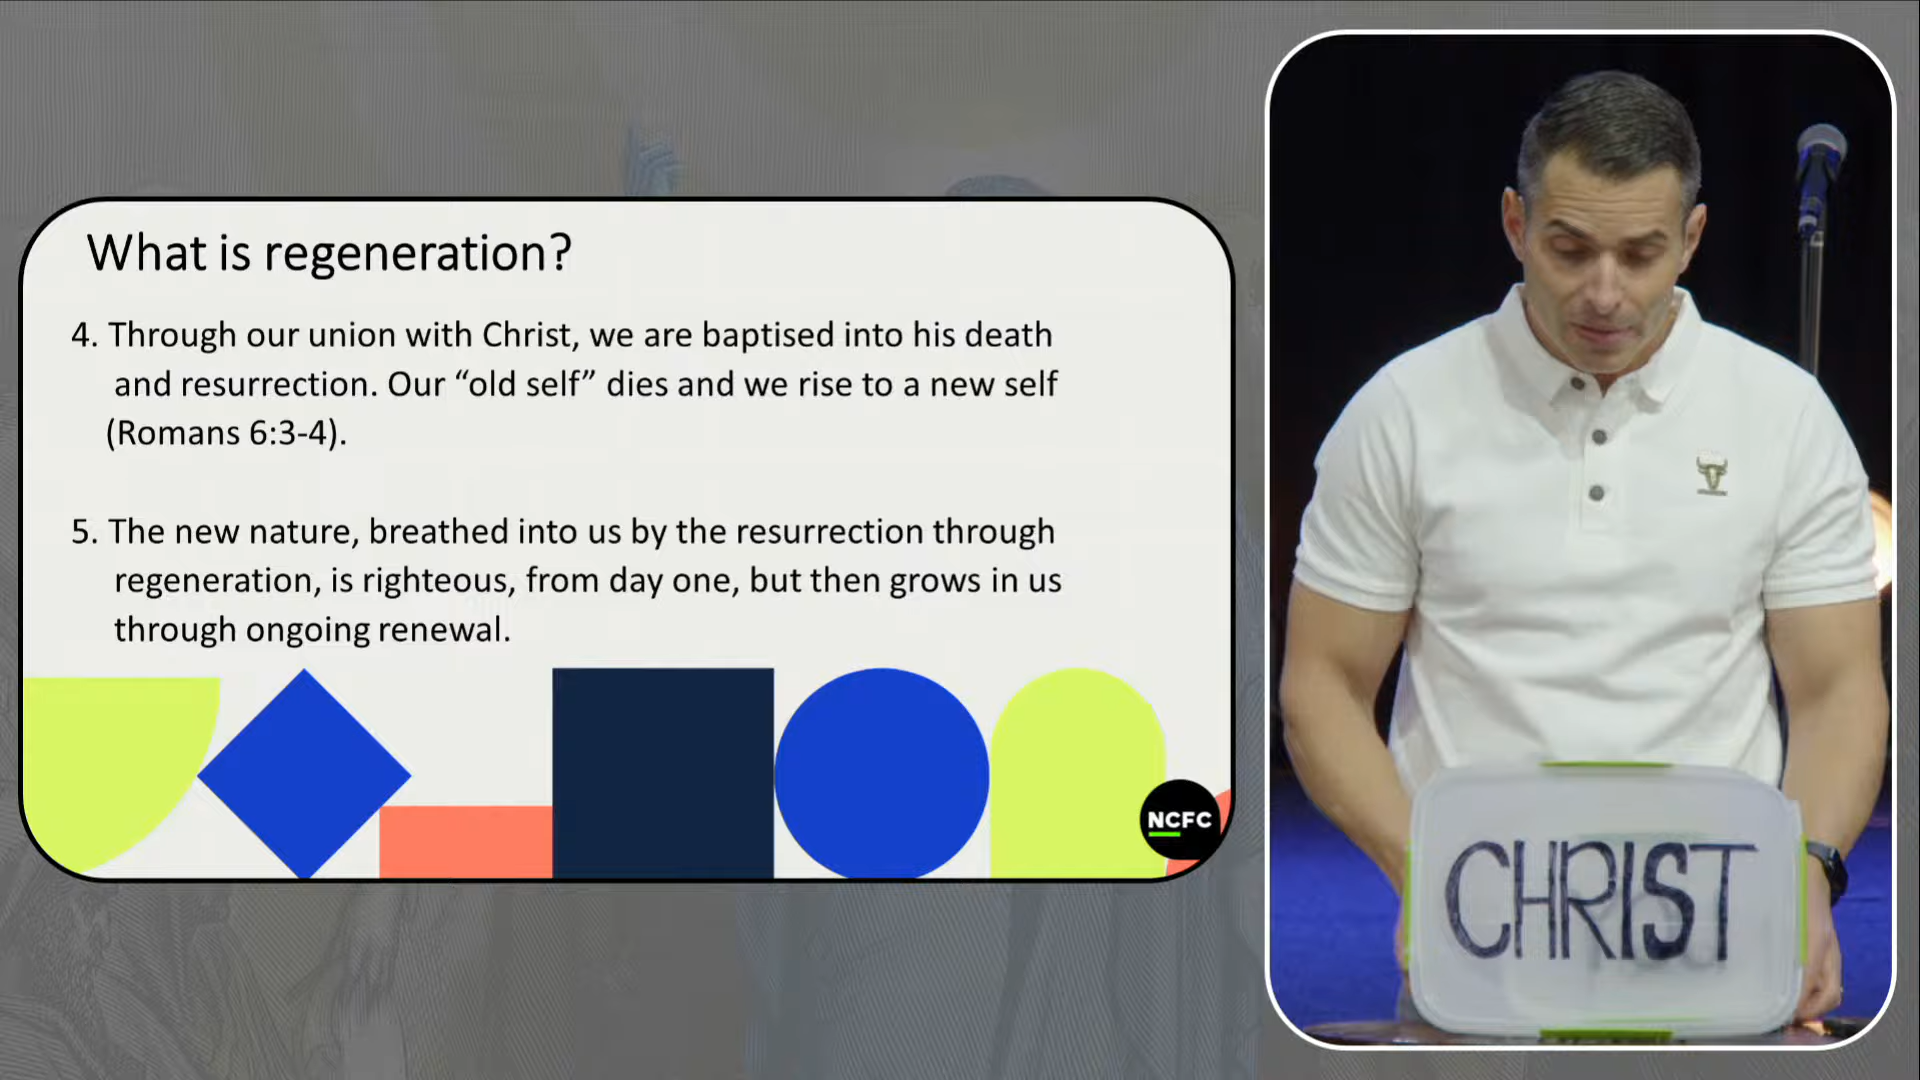 What is regeneration?
4. Through our union with Christ, we are baptised into his death
and resurrection. Our “old self” dies and we rise to a new self
(Romans 6:3-4).
5. The new nature, breathed into us by the resurrection through
regeneration, is righteous, from day one, but then grows in us
through ongoing renewal.
NCFC
CHRIST